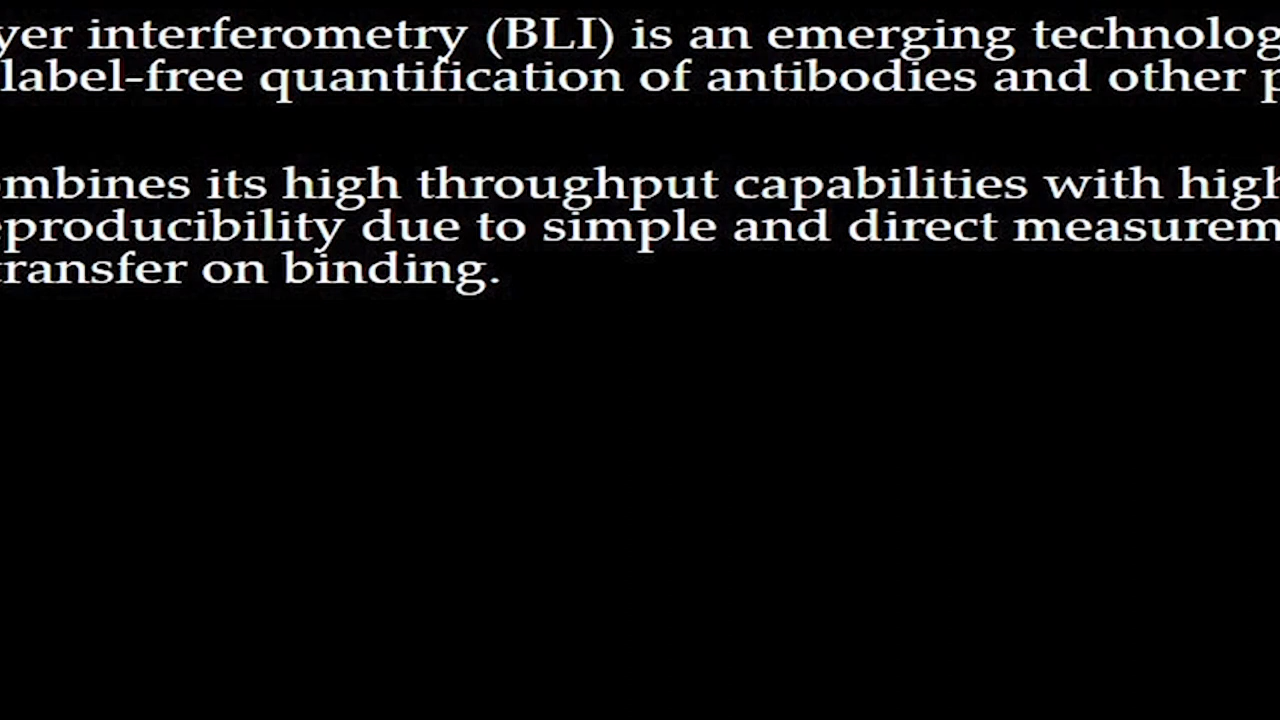 yer interferometry (BLI) is an emerging technolog
label-free quantification of antibodies and other p
mbines its high throughput capabilities with high
eproducibility due to simple and direct measurem
transfer on binding.